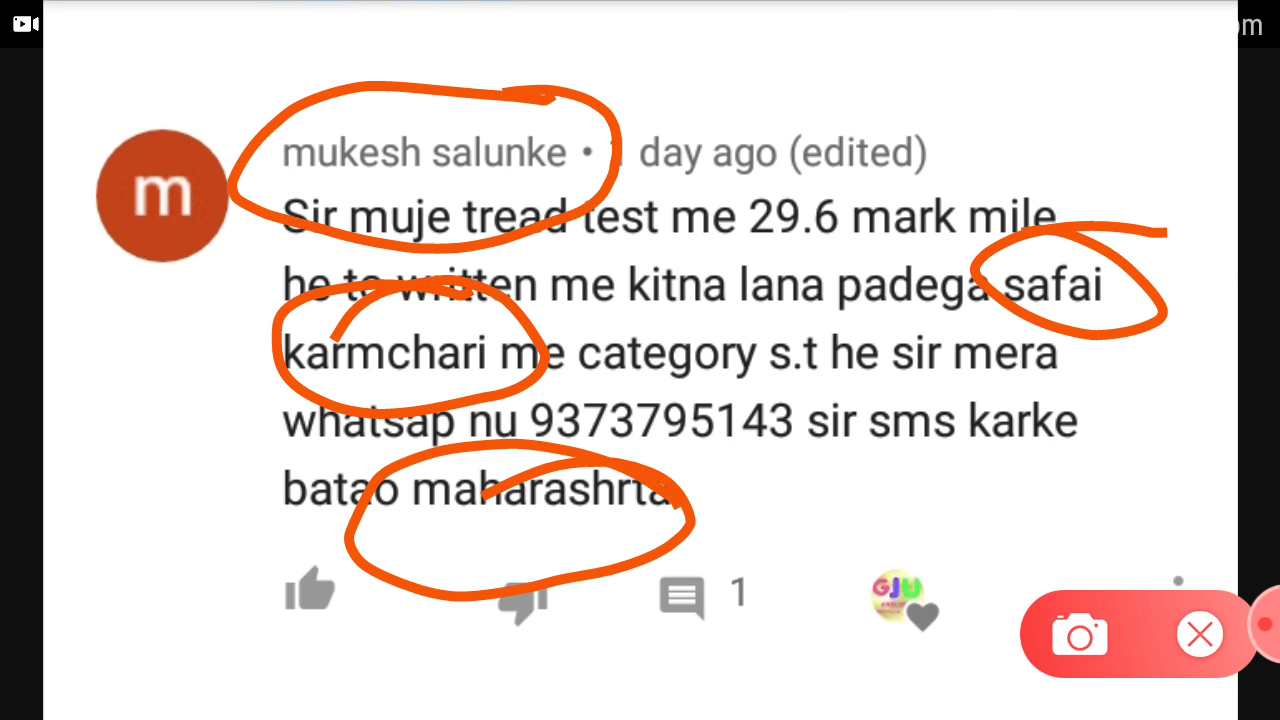 om
m
mukesh salunke • 1 day ago (edited)
Sir muje tread test me 29.6 mark mile
he to written me kitna lana padega safai
karmchari me category s.t he sir mera
whatsap nu 9373795143 sir sms karke
batao maharashrta
1
GJU